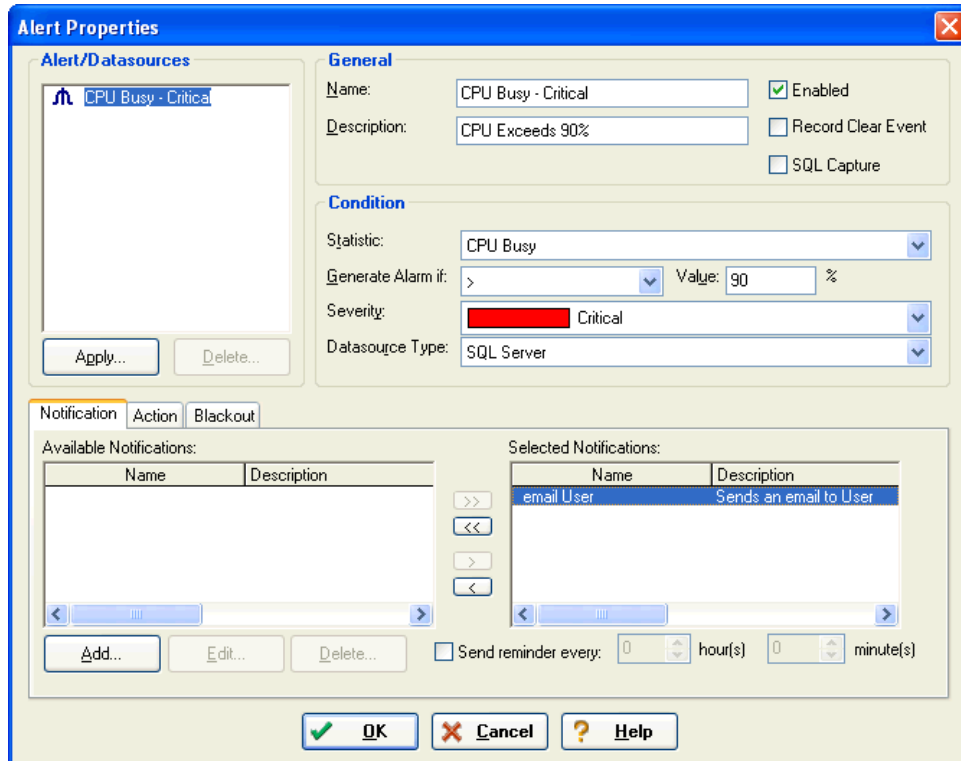 Alert Properties
Alert/Datasources
CPU Busy - Critical
Apply...
Delete...
General
Name:
CPU Busy - Critical
Enabled
Description:
CPU Exceeds 90%
Record Clear Event
SQL Capture
Condition
Statistic:
CPU Busy
Generate Alarm if:
>
Value:
90
%
Severity:
Critical
Datasource Type:
SQL Server
Notification
Action
Blackout
Available Notifications:
Name
Description
>>
<<
>
<
Selected Notifications:
Name
Description
email User
Sends an email to User
Add...
Edit...
Delete...
Send reminder every:
0
hour(s)
0
minute(s)
OK
Cancel
? Help